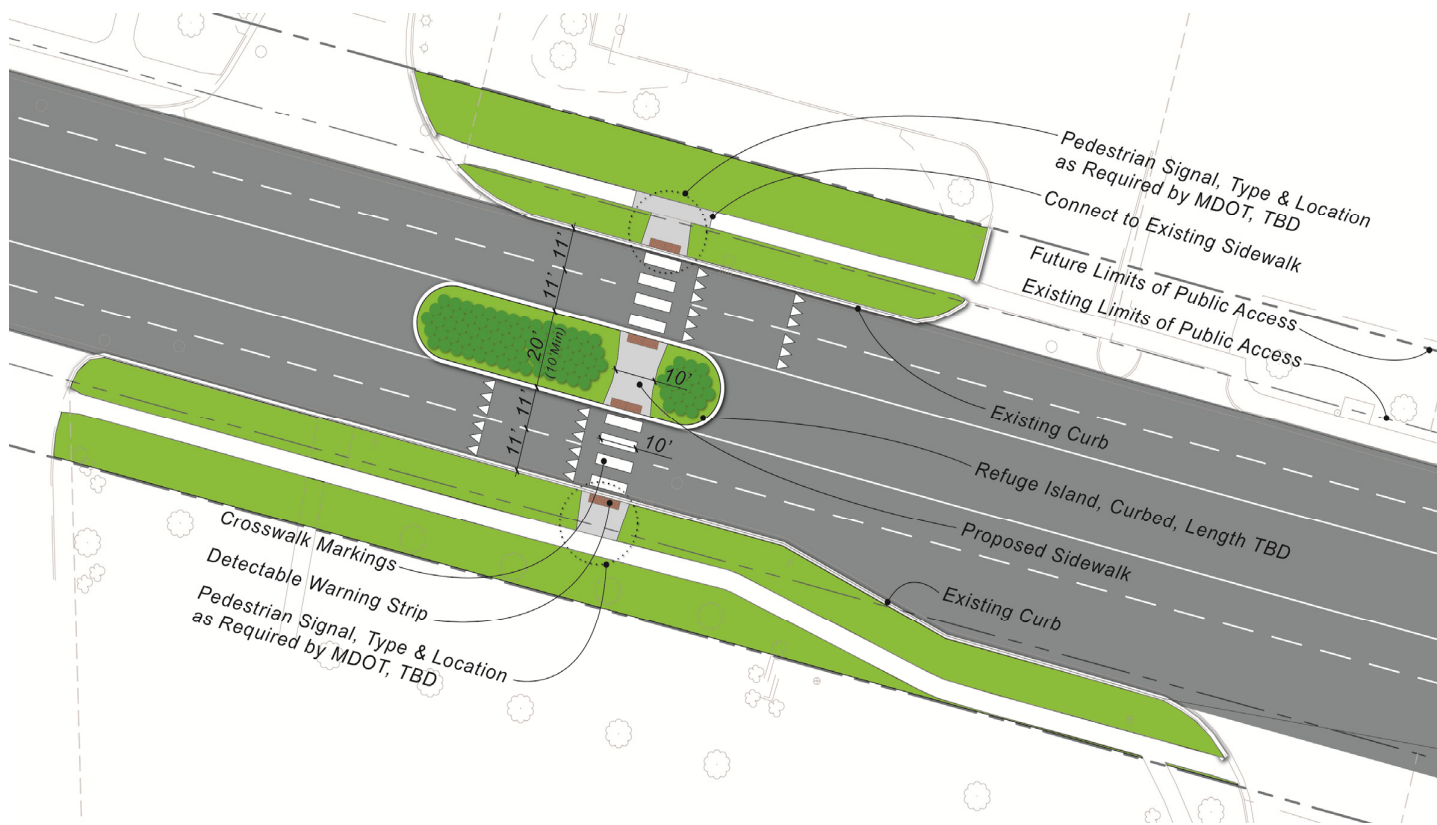 Pedestrian Signal, Type & Location
as Required by MDOT, TBD
Connect to Existing Sidewalk
Future Limits of Public Access
Existing Limits of Public Access
11'
11'
20'
(10' Min)
11'
11'
10'
10'
Existing Curb
Refuge Island, Curbed, Length TBD
Proposed Sidewalk
Existing Curb
Crosswalk Markings
Detectable Warning Strip
Pedestrian Signal, Type & Location
as Required by MDOT, TBD